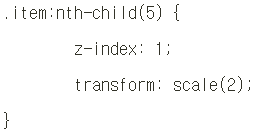 .item:nth-child(5) {
z-index: 1;
transform: scale(2);
}